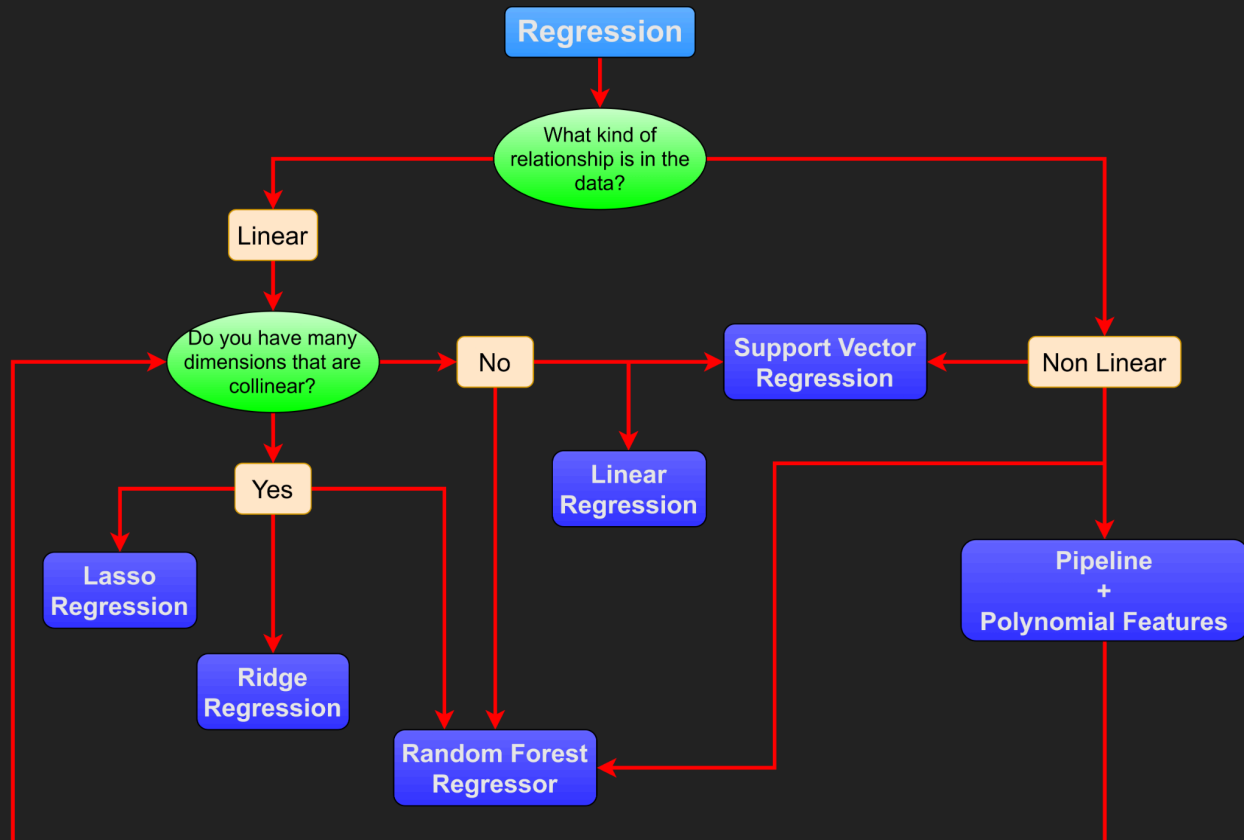 Regression
What kind of
relationship is in the
data?
Linear
Do you have many
dimensions that are
collinear?
No
Support Vector
Regression
Non Linear
Linear
Regression
Yes
Lasso
Regression
Pipeline
+
Polynomial Features
Ridge
Regression
Random Forest
Regressor